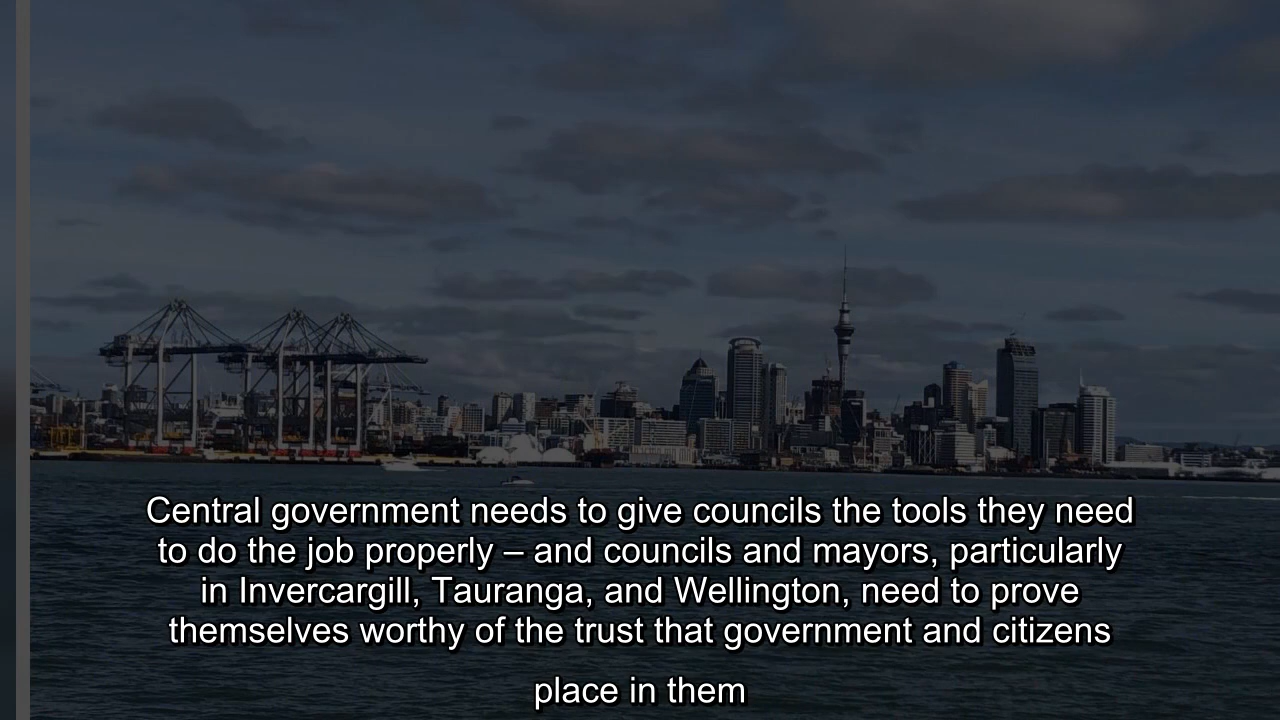 Central government needs to give councils the tools they need
to do the job properly – and councils and mayors, particularly
in Invercargill, Tauranga, and Wellington, need to prove
themselves worthy of the trust that government and citizens
place in them